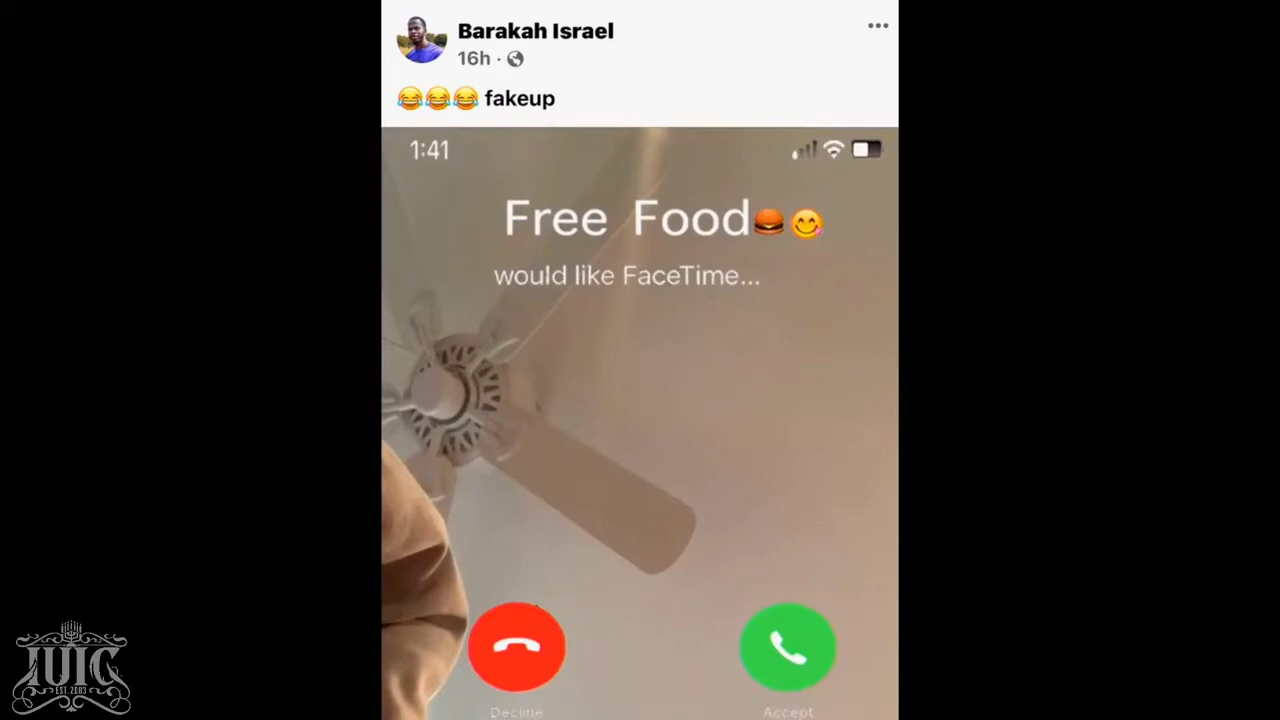 Barakah Israel
16h ·
😂😂😂 fakeup
1:41
Free Food🍔😋
would like FaceTime...
Decline
Accept
IUIC
EST. 2003